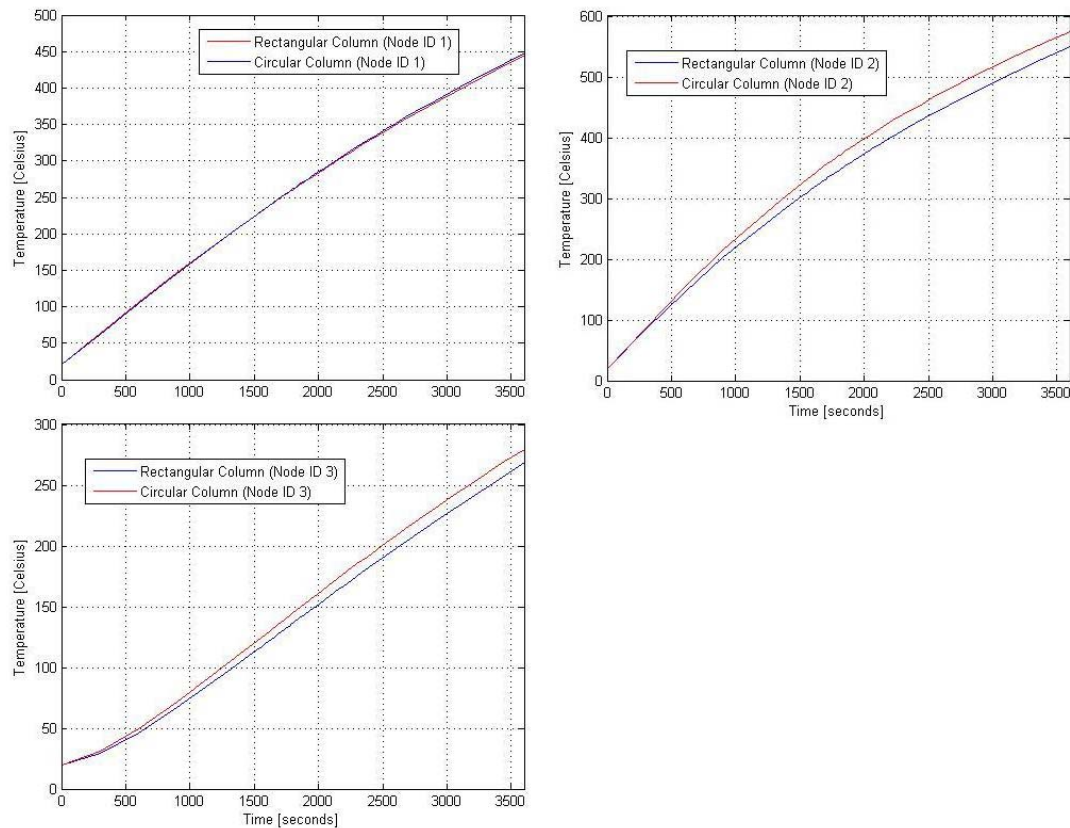 500
450
400
350
300
250
200
150
100
50
0
Temperature [Celsius]
Rectangular Column (Node ID 1)
Circular Column (Node ID 1)
0 500 1000 1500 2000 2500 3000 3500
600
500
400
300
200
100
0
Temperature [Celsius]
Rectangular Column (Node ID 2)
Circular Column (Node ID 2)
0 500 1000 1500 2000 2500 3000 3500
Time [seconds]
300
250
200
150
100
50
0
Temperature [Celsius]
Rectangular Column (Node ID 3)
Circular Column (Node ID 3)
0 500 1000 1500 2000 2500 3000 3500
Time [seconds]